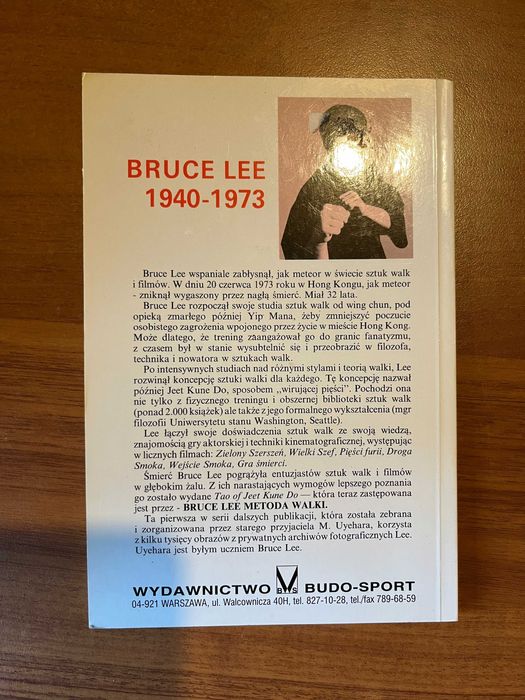 BRUCE LEE
1940-1973
Bruce Lee wspaniale zabłysnął, jak meteor w świecie sztuk walk
i filmów. W dniu 20 czerwca 1973 roku w Hong Kongu, jak meteor
- zniknął wygaszony przez nagłą śmierć. Miał 32 lata.
Bruce Lee rozpoczął swoje studia sztuk walk od wing chun, pod
opieką zmarłego później Yip Mana, żeby zmniejszyć poczucie
osobistego zagrożenia wpojonego przez życie w mieście Hong Kong.
Może dlatego, że trening zaangażował go do granic fanatyzmu,
z czasem był w stanie wysubtelnić się i przeobrazić w filozofa,
technika i nowatora w sztukach walk.
Po intensywnych studiach nad różnymi stylami i teorią walki, Lee
rozwinął koncepcję sztuki walki dla każdego. Tę koncepcję nazwał
później Jeet Kune Do, sposobem „wirującej pięści". Pochodzi ona
nie tylko z fizycznego treningu i obszernej biblioteki sztuk walk
(ponad 2.000 książek) ale także z jego formalnego wykształcenia (mgr
filozofii Uniwersytetu stanu Washington, Seattle).
Lee łączył swoje doświadczenia sztuk walk ze swoją wiedzą,
znajomością gry aktorskiej i techniki kinematograficznej, występując
w licznych filmach: Zielony Szerszeń, Wielki Szef, Pięści furii, Droga
Smoka, Wejście Smoka, Gra śmierci.
Śmierć Bruce Lee pogrążyła entuzjastów sztuk walk i filmów
w głębokim żalu. Z ich narastających wymogów lepszego poznania
go zostało wydane Tao of Jeet Kune Do — która teraz zastępowana
jest przez - BRUCE LEE METODA WALKI.
Ta pierwsza w serii dalszych publikacji, która została zebrana
i zorganizowana przez starego przyjaciela M. Uyehara, korzysta
z kilku tysięcy obrazów z prywatnych archiwów fotograficznych Lee.
Uyehara jest byłym uczniem Bruce Lee.
WYDAWNICTWO BUDO-SPORT
04-921 WARSZAWA, ul. Walcownicza 40H, tel. 827-10-28, tel./fax 789-68-59